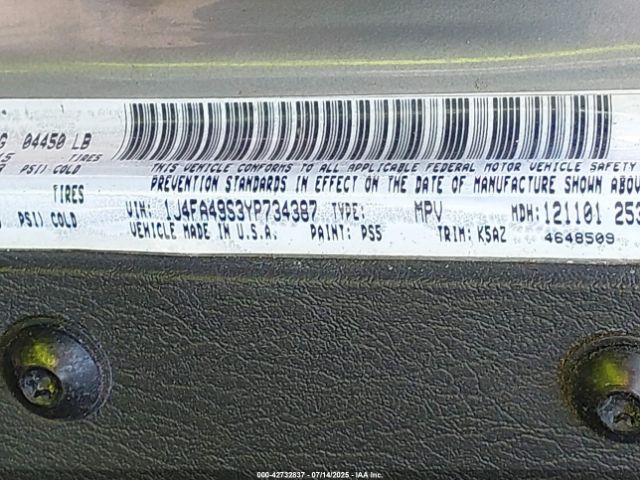 G 04450 LB
TIRES
PSI) COLD
THIS VEHICLE CONFORMS TO ALL APPLICABLE FEDERAL MOTOR VEHICLE SAFETY
PREVENTION STANDARDS IN EFFECT ON THE DATE OF MANUFACTURE SHOWN ABOV
TIRES
PSI) COLD
VIN: 1J4FA49S3YP734387 TYPE: MPV MDH: 121101 253
VEHICLE MADE IN U.S.A. PAINT: PS5 TRIM: K5AZ 4648509
000-42732837 - 07/14/2025 - IAA Inc.